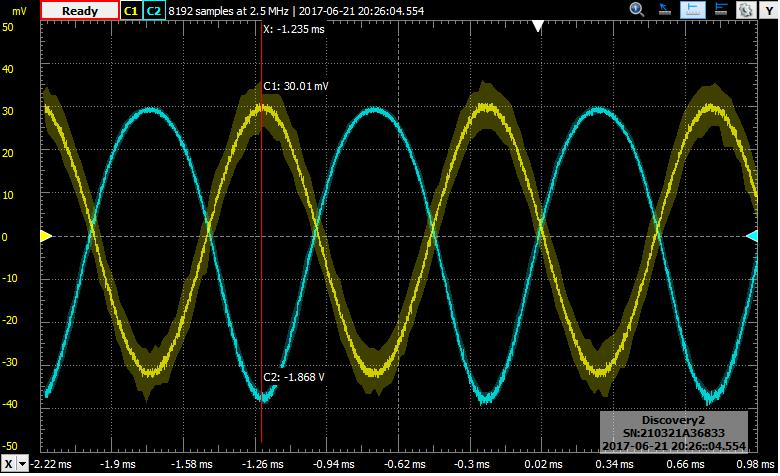 mV Ready C1 C2 8192 samples at 2.5 MHz | 2017-06-21 20:26:04.554 Y
X: -1.235 ms
50
40
C1: 30.01 mV
30
20
10
0
-10
-20
-30
C2: -1.868 V
-40
Discovery2
SN:210321A36833
2017-06-21 20:26:04.554
-50
X -2.22 ms -1.9 ms -1.58 ms -1.26 ms -0.94 ms -0.62 ms -0.3 ms 0.02 ms 0.34 ms 0.66 ms 0.98 ms